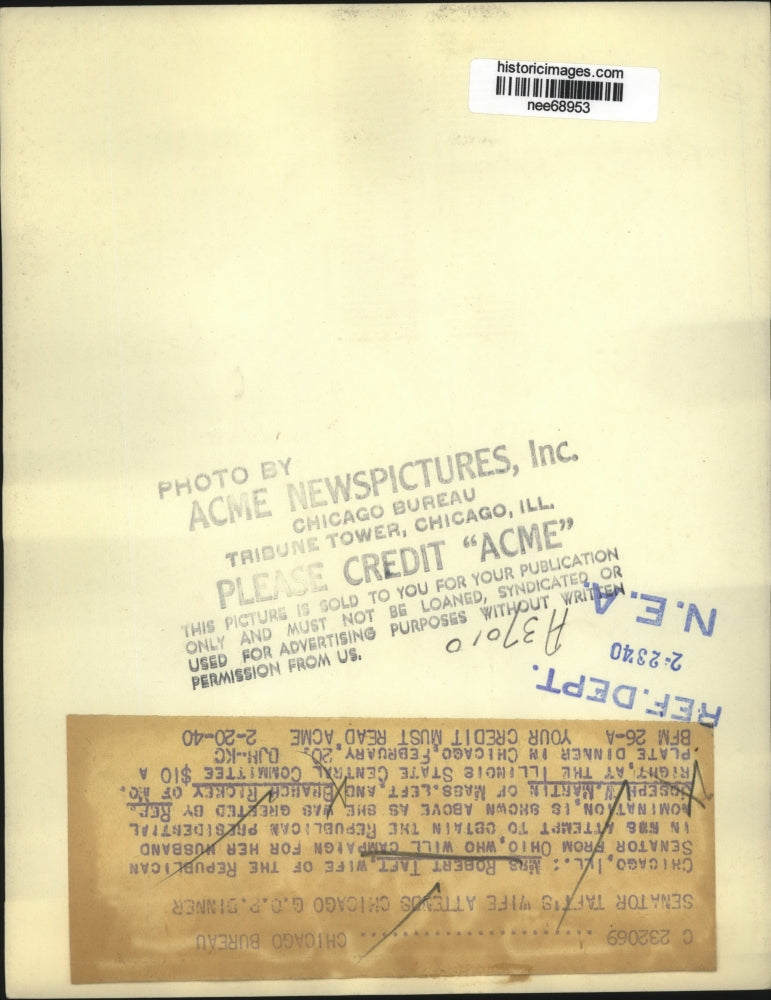 historicimages.com
nee68953
PHOTO BY
ACME NEWSPICTURES, Inc.
CHICAGO BUREAU
TRIBUNE TOWER, CHICAGO, ILL.
PLEASE CREDIT “ACME”
THIS PICTURE IS SOLD TO YOU FOR YOUR PUBLICATION
ONLY AND MUST NOT BE LOANED, SYNDICATED OR
USED FOR ADVERTISING PURPOSES WITHOUT WRITTEN
PERMISSION FROM US.
A37010
REF. DEPT.
2-23 40
N.E.A.
C 232069 .................... CHICAGO BUREAU
SENATOR TAFT'S WIFE ATTENDS CHICAGO G.O.P. DINNER
CHICAGO, ILL.: MRS ROBERT TAFT, WIFE OF THE REPUBLICAN
SENATOR FROM OHIO, WHO WILL CAMPAIGN FOR HER HUSBAND
IN ATTEMPT TO OBTAIN THE REPUBLICAN PRESIDENTIAL
NOMINATION, IS SHOWN ABOVE AS SHE WAS GREETED BY REP.
JOSEPH W. MARTIN OF MASS. LEFT, AND BRANCH RICKEY OF MO.
RIGHT, AT THE ILLINOIS STATE CENTRAL COMMITTEE $10 A
PLATE DINNER IN CHICAGO, FEBRUARY, 20. DJH--KC
BFM 26-A YOUR CREDIT MUST READ ACME 2-20-40